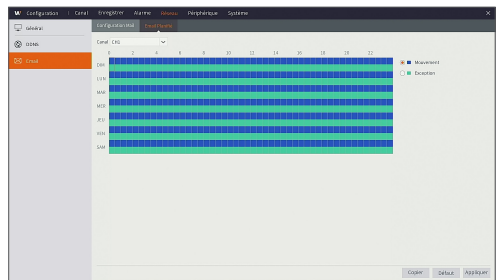 W Configuration Canal Enregistrer Alarme Réseau Périphérique Système ×
Général
DDNS
Email
Configuration Mail Email Planifié
Canal CH1
0 2 4 6 8 10 12 14 16 18 20 22
DIM
LUN
MAR
MER
JEU
VEN
SAM
Mouvement
Exception
Copier Défaut Appliquer